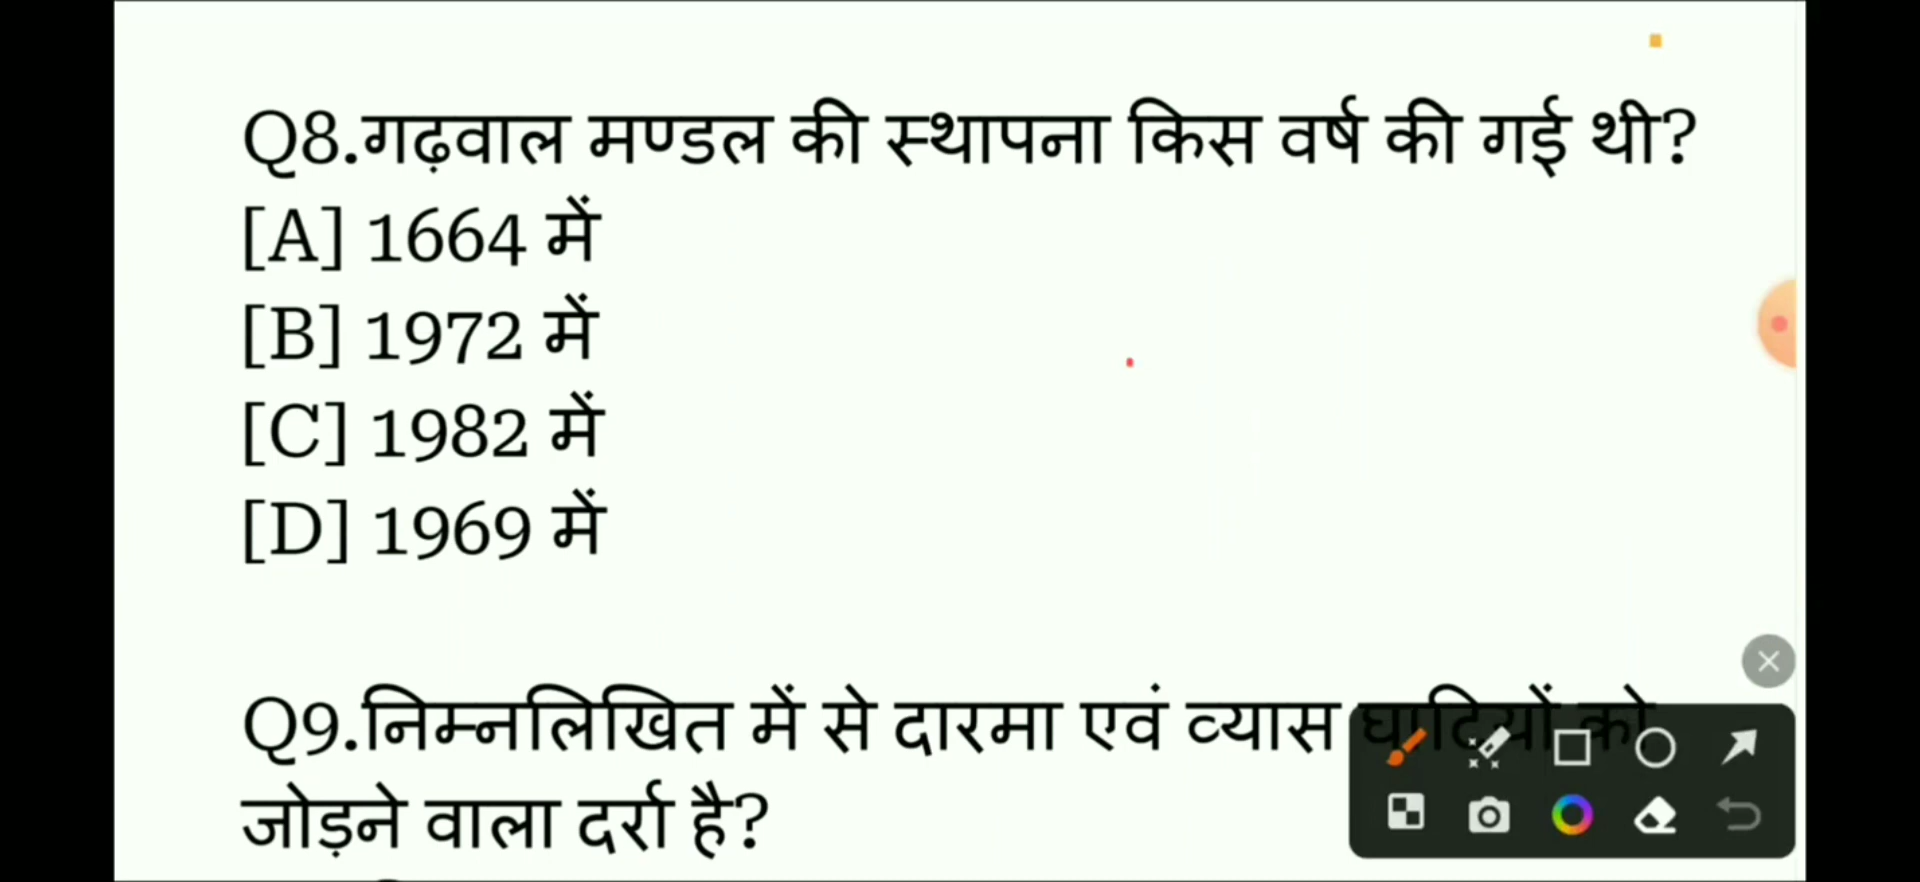 Q8.गढ़वाल मण्डल की स्थापना किस वर्ष की गई थी?
[A] 1664 में
[B] 1972 में
[C] 1982 में
[D] 1969 में
Q9.निम्नलिखित में से दारमा एवं व्यास घाटियों को
जोड़ने वाला दर्रा है?